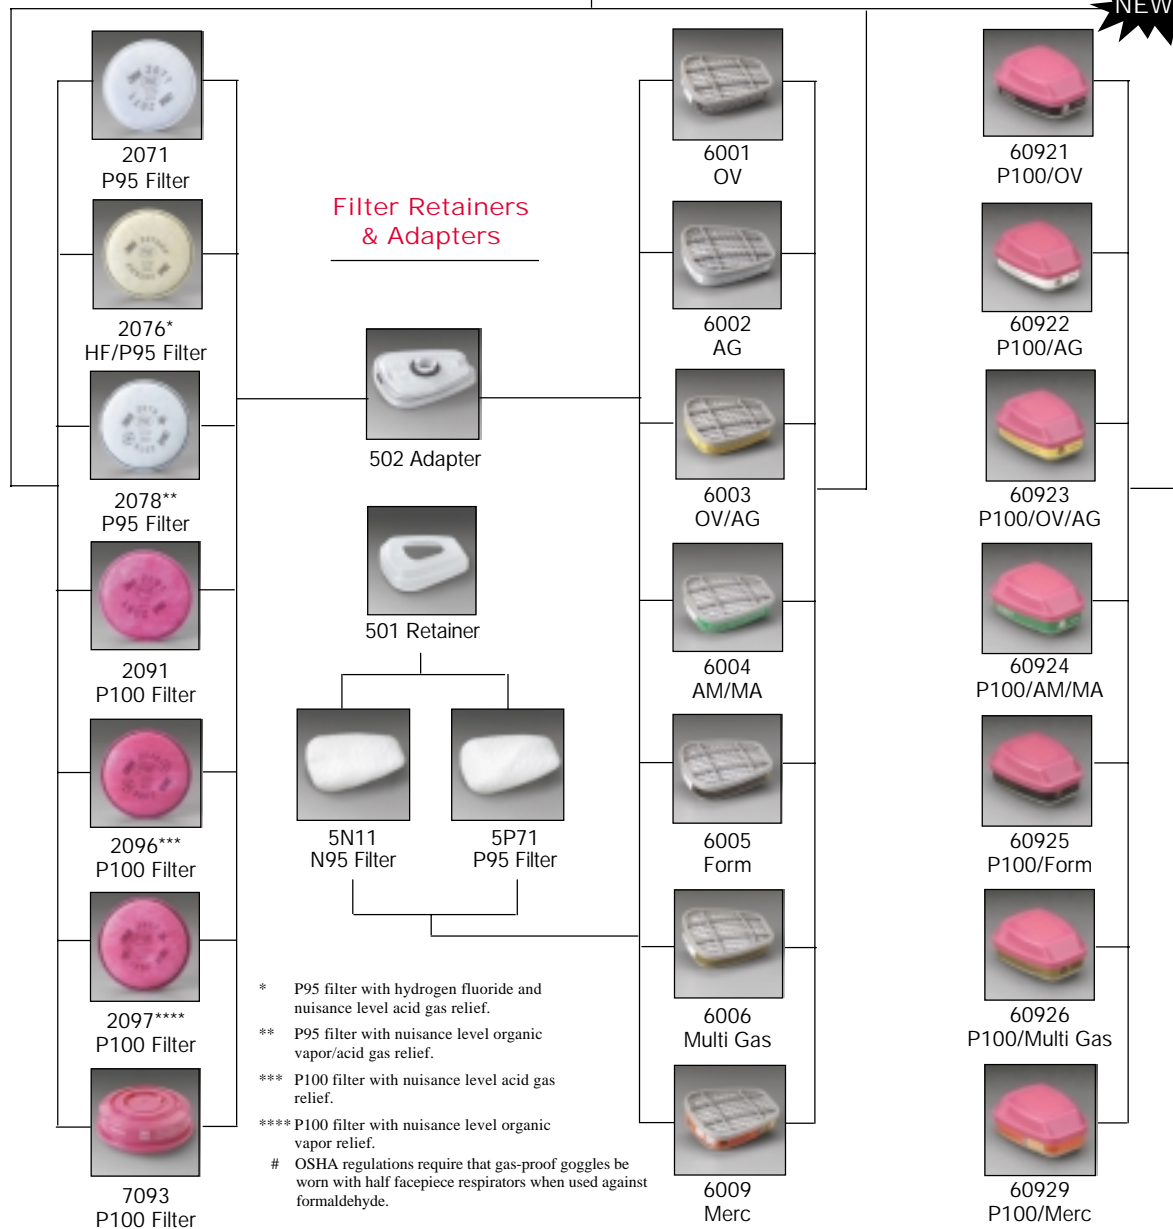 NEW
2071
P95 Filter
2076*
HF/P95 Filter
2078**
P95 Filter
2091
P100 Filter
2096***
P100 Filter
2097****
P100 Filter
7093
P100 Filter
Filter Retainers
& Adapters
502 Adapter
501 Retainer
5N11
N95 Filter
5P71
P95 Filter
* P95 filter with hydrogen fluoride and
nuisance level acid gas relief.
** P95 filter with nuisance level organic
vapor/acid gas relief.
*** P100 filter with nuisance level acid gas
relief.
**** P100 filter with nuisance level organic
vapor relief.
# OSHA regulations require that gas-proof goggles be
worn with half facepiece respirators when used against
formaldehyde.
6001
OV
6002
AG
6003
OV/AG
6004
AM/MA
6005
Form
6006
Multi Gas
6009
Merc
60921
P100/OV
60922
P100/AG
60923
P100/OV/AG
60924
P100/AM/MA
60925
P100/Form
60926
P100/Multi Gas
60929
P100/Merc